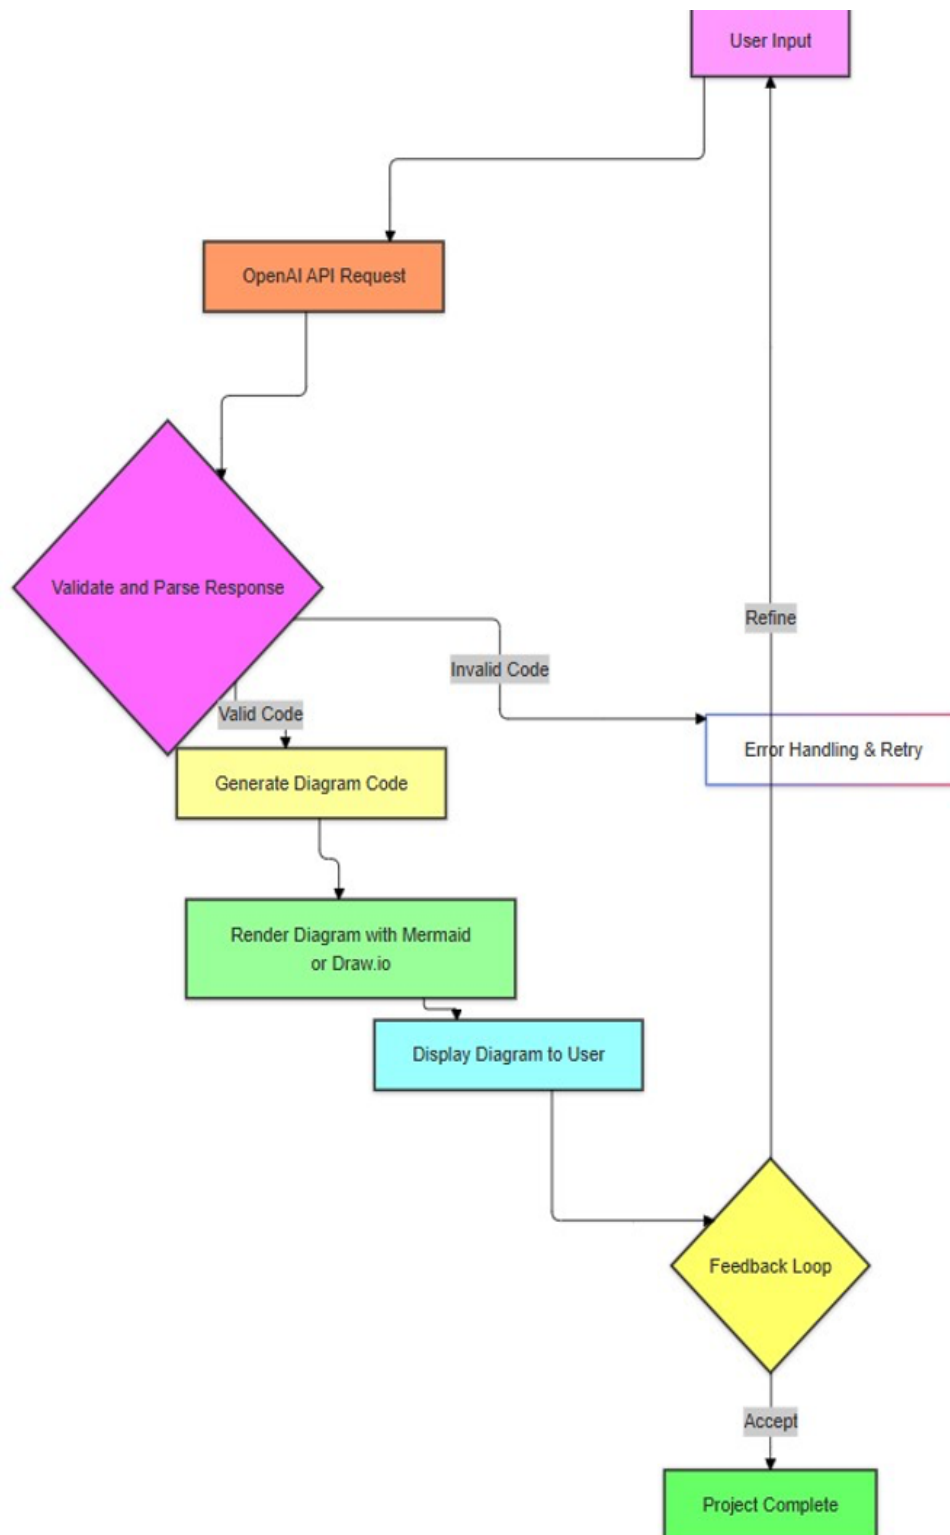 User Input
OpenAI API Request
Validate and Parse Response
Refine
Invalid Code
Valid Code
Error Handling & Retry
Generate Diagram Code
Render Diagram with Mermaid
or Draw.io
Display Diagram to User
Feedback Loop
Accept
Project Complete